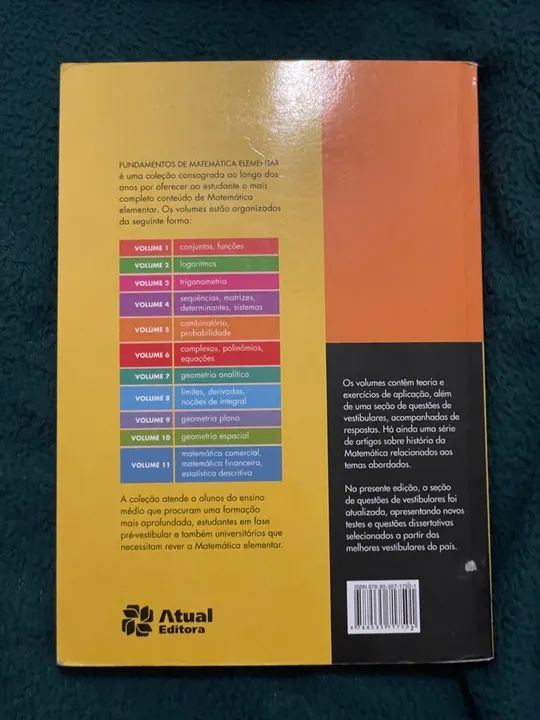 FUNDAMENTOS DE MATEMÁTICA ELEMENTAR
é uma coleção consagrada ao longo dos
anos por oferecer ao estudante o mais
completo conteúdo de Matemática
elementar. Os volumes estão organizados
da seguinte forma:
VOLUME 1 conjuntos, funções
VOLUME 2 logaritmos
VOLUME 3 trigonometria
VOLUME 4 sequências, matrizes,
determinantes, sistemas
VOLUME 5 combinatória,
probabilidade
VOLUME 6 complexos, polinômios,
equações
VOLUME 7 geometria analítica
VOLUME 8 limites, derivadas,
noções de integral
VOLUME 9 geometria plana
VOLUME 10 geometria espacial
VOLUME 11 matemática comercial,
matemática financeira,
estatística descritiva
A coleção atende a alunos do ensino
médio que procuram uma formação
mais aprofundada, estudantes em fase
pré-vestibular e também universitários que
necessitam rever a Matemática elementar.
Atual
Editora
Os volumes contêm teoria e
exercícios de aplicação, além
de uma seção de questões de
vestibulares, acompanhadas de
respostas. Há ainda uma série
de artigos sobre história da
Matemática relacionados aos
temas abordados.
Na presente edição, a seção
de questões de vestibulares foi
atualizada, apresentando novos
testes e questões dissertativas
selecionados a partir dos
melhores vestibulares do país.
ISBN 978-85-357-1750-1